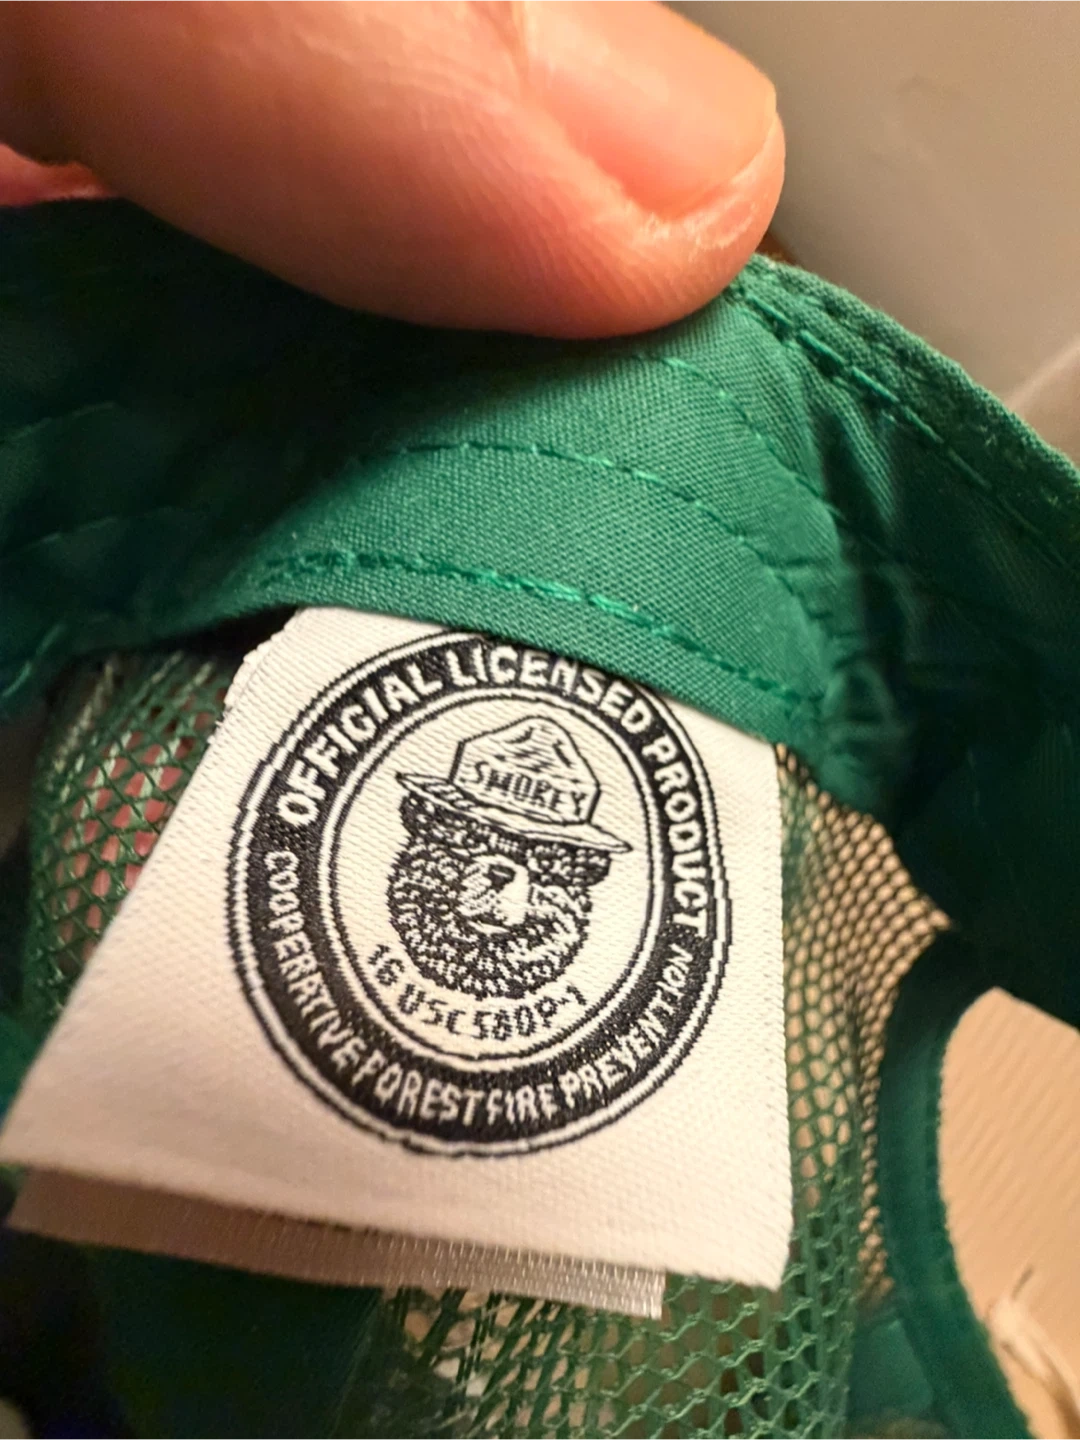 OFFICIAL LICENSED PRODUCT
SMOKEY
16 USC 580P-1
COOPERATIVE FOREST FIRE PREVENTION